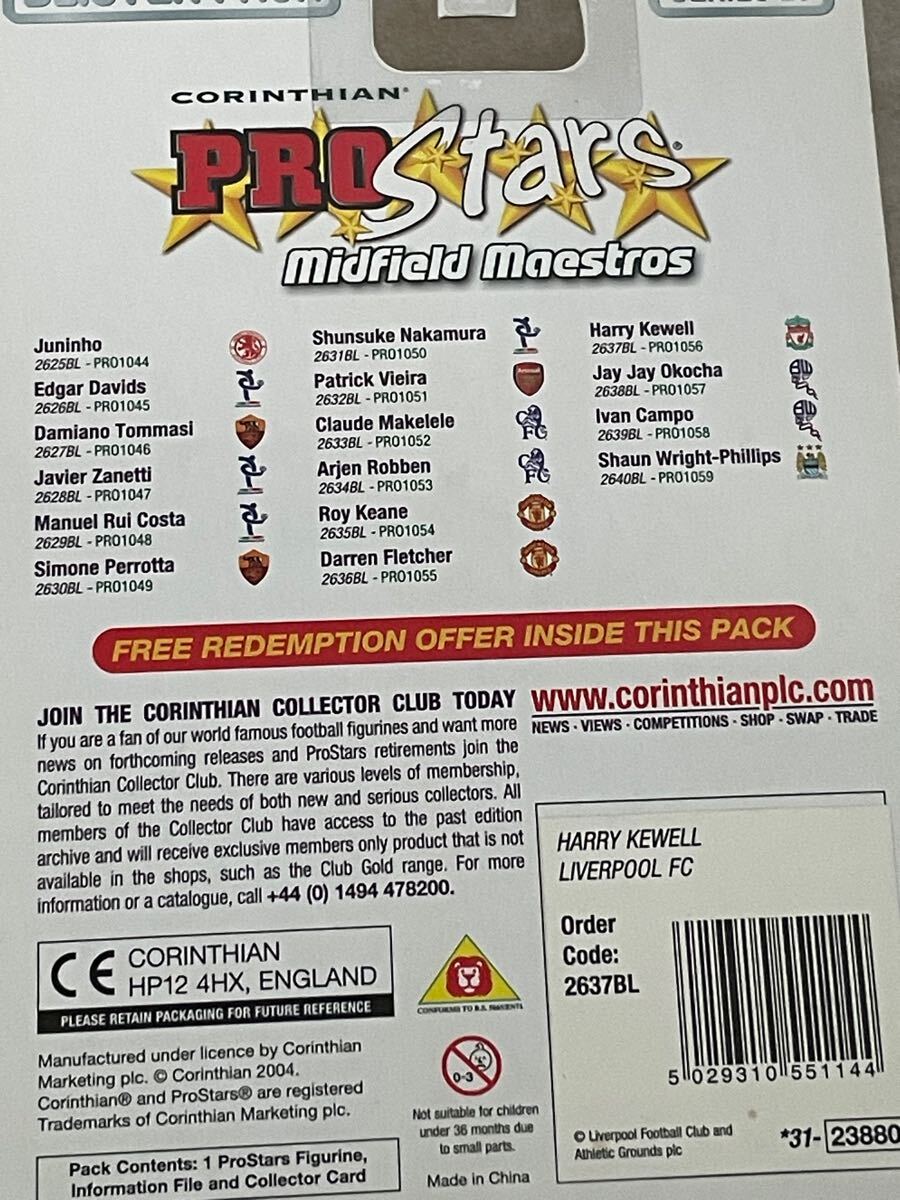 CORINTHIAN®
PRO Stars®
Midfield Maestros
Juninho
2625BL - PRO1044
Edgar Davids
2626BL - PRO1045
Damiano Tommasi
2627BL - PRO1046
Javier Zanetti
2628BL - PRO1047
Manuel Rui Costa
2629BL - PRO1048
Simone Perrotta
2630BL - PRO1049
Shunsuke Nakamura
2631BL - PRO1050
Patrick Vieira
2632BL - PRO1051
Claude Makelele
2633BL - PRO1052
Arjen Robben
2634BL - PRO1053
Roy Keane
2635BL - PRO1054
Darren Fletcher
2636BL - PRO1055
Harry Kewell
2637BL - PRO1056
Jay Jay Okocha
2638BL - PRO1057
Ivan Campo
2639BL - PRO1058
Shaun Wright-Phillips
2640BL - PRO1059
Arsenal
CFC
CFC
FREE REDEMPTION OFFER INSIDE THIS PACK
JOIN THE CORINTHIAN COLLECTOR CLUB TODAY
If you are a fan of our world famous football figurines and want more
news on forthcoming releases and ProStars retirements join the
Corinthian Collector Club. There are various levels of membership,
tailored to meet the needs of both new and serious collectors. All
members of the Collector Club have access to the past edition
archive and will receive exclusive members only product that is not
available in the shops, such as the Club Gold range. For more
information or a catalogue, call +44 (0) 1494 478200.
www.corinthianplc.com
NEWS · VIEWS · COMPETITIONS · SHOP · SWAP · TRADE
HARRY KEWELL
LIVERPOOL FC
Order
Code:
2637BL
5 029310 551144
© Liverpool Football Club and
Athletic Grounds plc
*31- 23880
CE CORINTHIAN
HP12 4HX, ENGLAND
PLEASE RETAIN PACKAGING FOR FUTURE REFERENCE
Manufactured under licence by Corinthian
Marketing plc. © Corinthian 2004.
Corinthian® and ProStars® are registered
Trademarks of Corinthian Marketing plc.
Pack Contents: 1 ProStars Figurine,
Information File and Collector Card
CONFORMS TO B.S.
0-3
Not suitable for children
under 36 months due
to small parts.
Made in China